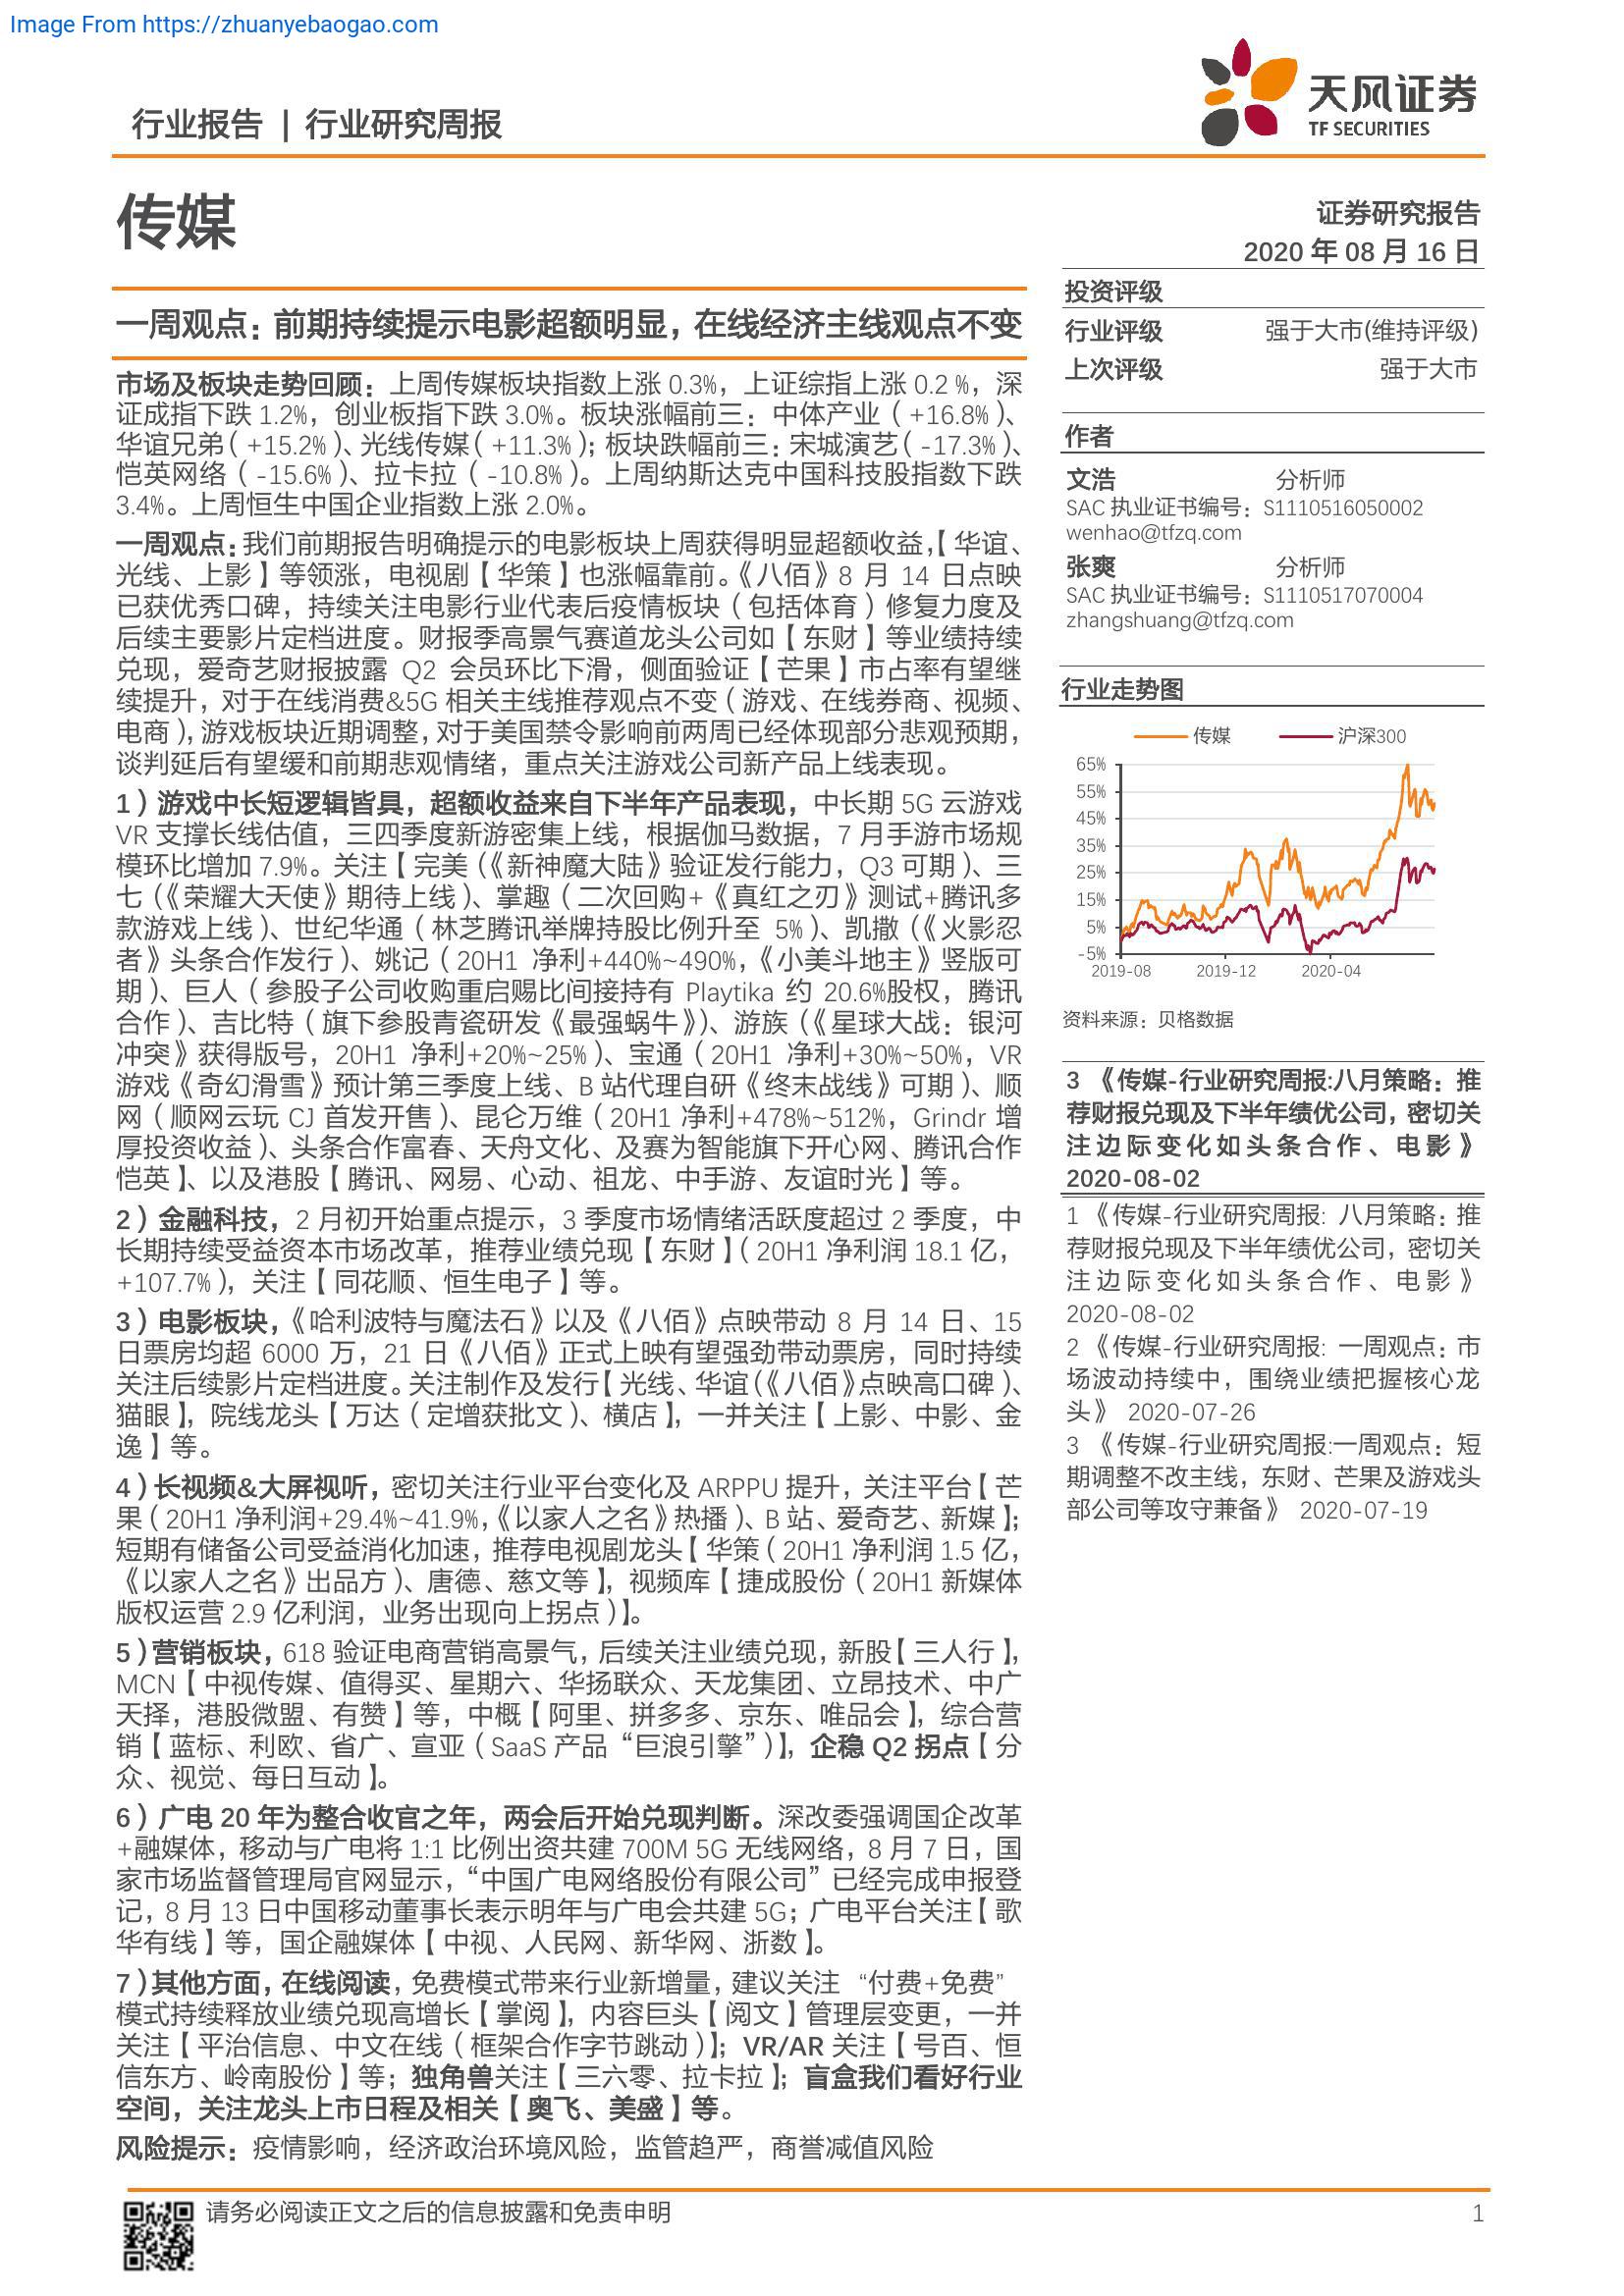 Image From https://zhuanyebaogao.com
行业报告 | 行业研究周报
天风证券
TF SECURITIES
传媒
证券研究报告
2020 年 08 月 16 日
一周观点：前期持续提示电影超额明显，在线经济主线观点不变
市场及板块走势回顾：上周传媒板块指数上涨 0.3%，上证综指上涨 0.2 %，深
证成指下跌 1.2%，创业板指下跌 3.0%。板块涨幅前三：中体产业（+16.8%）、
华谊兄弟（+15.2%）、光线传媒（+11.3%）；板块跌幅前三：宋城演艺（-17.3%）、
恺英网络（-15.6%）、拉卡拉（-10.8%）。上周纳斯达克中国科技股指数下跌
3.4%。上周恒生中国企业指数上涨 2.0%。
一周观点：我们前期报告明确提示的电影板块上周获得明显超额收益，【华谊、
光线、上影】等领涨，电视剧【华策】也涨幅靠前。《八佰》8 月 14 日点映
已获优秀口碑，持续关注电影行业代表后疫情板块（包括体育）修复力度及
后续主要影片定档进度。财报季高景气赛道龙头公司如【东财】等业绩持续
兑现，爱奇艺财报披露 Q2 会员环比下滑，侧面验证【芒果】市占率有望继
续提升，对于在线消费&5G 相关主线推荐观点不变（游戏、在线券商、视频、
电商），游戏板块近期调整，对于美国禁令影响前两周已经体现部分悲观预期，
谈判延后有望缓和前期悲观情绪，重点关注游戏公司新产品上线表现。
1）游戏中长短逻辑皆具，超额收益来自下半年产品表现，中长期 5G 云游戏
VR 支撑长线估值，三四季度新游密集上线，根据伽马数据，7 月手游市场规
模环比增加 7.9%。关注【完美（《新神魔大陆》验证发行能力，Q3 可期）、三
七（《荣耀大天使》期待上线）、掌趣（二次回购+《真红之刃》测试+腾讯多
款游戏上线）、世纪华通（林芝腾讯举牌持股比例升至 5%）、凯撒（《火影忍
者》头条合作发行）、姚记（20H1 净利+440%~490%，《小美斗地主》竖版可
期）、巨人（参股子公司收购重启赐比间接持有 Playtika 约 20.6%股权，腾讯
合作）、吉比特（旗下参股青瓷研发《最强蜗牛》）、游族（《星球大战：银河
冲突》获得版号，20H1 净利+20%~25%）、宝通（20H1 净利+30%~50%，VR
游戏《奇幻滑雪》预计第三季度上线、B 站代理自研《终末战线》可期）、顺
网（顺网云玩 CJ 首发开售）、昆仑万维（20H1 净利+478%~512%，Grindr 增
厚投资收益）、头条合作富春、天舟文化、及赛为智能旗下开心网、腾讯合作
恺英】、以及港股【腾讯、网易、心动、祖龙、中手游、友谊时光】等。
2）金融科技，2 月初开始重点提示，3 季度市场情绪活跃度超过 2 季度，中
长期持续受益资本市场改革，推荐业绩兑现【东财】（20H1 净利润 18.1 亿，
+107.7%），关注【同花顺、恒生电子】等。
3）电影板块，《哈利波特与魔法石》以及《八佰》点映带动 8 月 14 日、15
日票房均超 6000 万，21 日《八佰》正式上映有望强劲带动票房，同时持续
关注后续影片定档进度。关注制作及发行【光线、华谊（《八佰》点映高口碑）、
猫眼】，院线龙头【万达（定增获批文）、横店】，一并关注【上影、中影、金
逸】等。
4）长视频&大屏视听，密切关注行业平台变化及 ARPPU 提升，关注平台【芒
果（20H1 净利润+29.4%~41.9%，《以家人之名》热播）、B 站、爱奇艺、新媒】；
短期有储备公司受益消化加速，推荐电视剧龙头【华策（20H1 净利润 1.5 亿，
《以家人之名》出品方）、唐德、慈文等】，视频库【捷成股份（20H1 新媒体
版权运营 2.9 亿利润，业务出现向上拐点）】。
5）营销板块，618 验证电商营销高景气，后续关注业绩兑现，新股【三人行】，
MCN【中视传媒、值得买、星期六、华扬联众、天龙集团、立昂技术、中广
天择，港股微盟、有赞】等，中概【阿里、拼多多、京东、唯品会】，综合营
销【蓝标、利欧、省广、宣亚（SaaS 产品“巨浪引擎”）】，企稳 Q2 拐点【分
众、视觉、每日互动】。
6）广电 20 年为整合收官之年，两会后开始兑现判断。深改委强调国企改革
+融媒体，移动与广电将 1:1 比例出资共建 700M 5G 无线网络，8 月 7 日，国
家市场监督管理局官网显示，“中国广电网络股份有限公司”已经完成申报登
记，8 月 13 日中国移动董事长表示明年与广电会共建 5G；广电平台关注【歌
华有线】等，国企融媒体【中视、人民网、新华网、浙数】。
7）其他方面，在线阅读，免费模式带来行业新增量，建议关注 “付费+免费”
模式持续释放业绩兑现高增长【掌阅】，内容巨头【阅文】管理层变更，一并
关注【平治信息、中文在线（框架合作字节跳动）】；VR/AR 关注【号百、恒
信东方、岭南股份】等；独角兽关注【三六零、拉卡拉】；盲盒我们看好行业
空间，关注龙头上市日程及相关【奥飞、美盛】等。
风险提示：疫情影响，经济政治环境风险，监管趋严，商誉减值风险
投资评级
行业评级 强于大市(维持评级)
上次评级 强于大市
作者
文浩 分析师
SAC 执业证书编号：S1110516050002
wenhao@tfzq.com
张爽 分析师
SAC 执业证书编号：S1110517070004
zhangshuang@tfzq.com
行业走势图
传媒 沪深300
65%
55%
45%
35%
25%
15%
5%
-5%
2019-08 2019-12 2020-04
资料来源：贝格数据
3 《传媒-行业研究周报:八月策略：推
荐财报兑现及下半年绩优公司，密切关
注边际变化如头条合作、电影》
2020-08-02
1 《传媒-行业研究周报: 八月策略：推
荐财报兑现及下半年绩优公司，密切关
注边际变化如头条合作、电影》
2020-08-02
2 《传媒-行业研究周报: 一周观点：市
场波动持续中，围绕业绩把握核心龙
头》 2020-07-26
3 《传媒-行业研究周报:一周观点：短
期调整不改主线，东财、芒果及游戏头
部公司等攻守兼备》 2020-07-19
请务必阅读正文之后的信息披露和免责申明 1